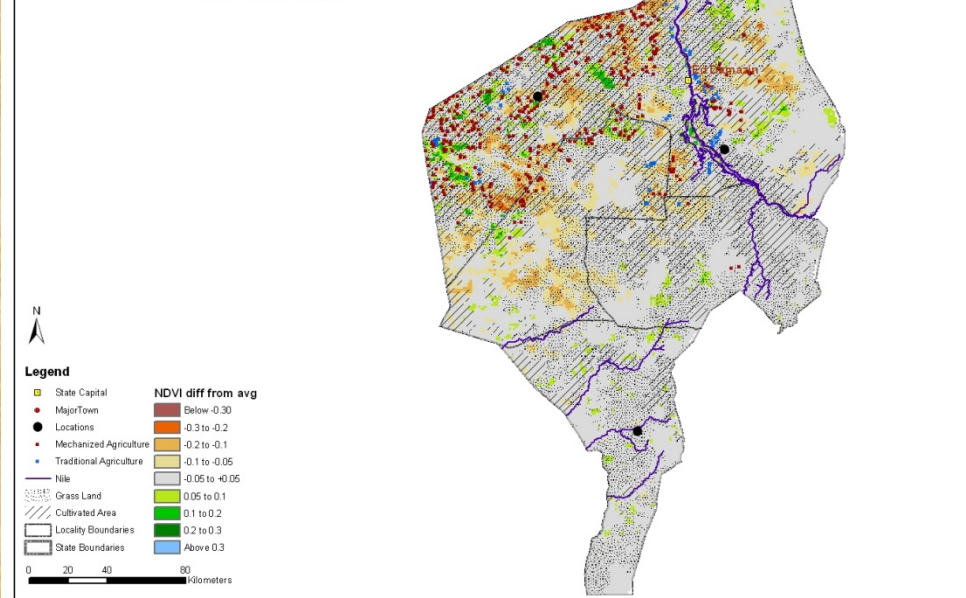 Ed Damazin
N
Legend
State Capital
MajorTown
Locations
Mechanized Agriculture
Traditional Agriculture
Nile
Grass Land
Cultivated Area
Locality Boundaries
State Boundaries
NDVI diff from avg
Below -0.30
-0.3 to -0.2
-0.2 to -0.1
-0.1 to -0.05
-0.05 to +0.05
0.05 to 0.1
0.1 to 0.2
0.2 to 0.3
Above 0.3
0 20 40 80
Kilometers